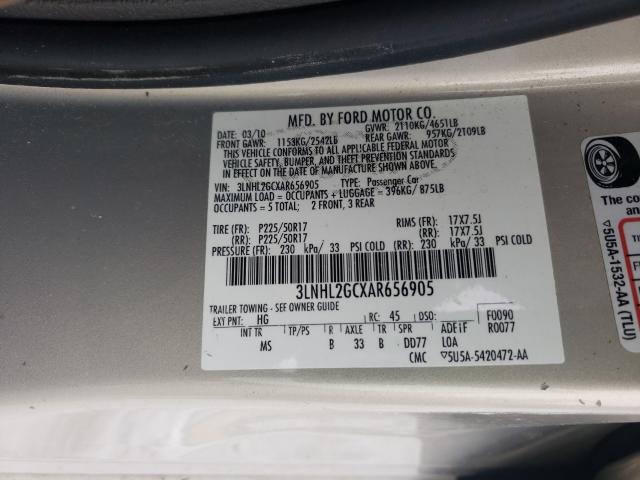 MFD. BY FORD MOTOR CO.
DATE: 03/10 GVWR: 2110KG/4651LB
FRONT GAWR: 1153KG/2542LB REAR GAWR: 957KG/2109LB
THIS VEHICLE CONFORMS TO ALL APPLICABLE FEDERAL MOTOR
VEHICLE SAFETY, BUMPER, AND THEFT PREVENTION STANDARDS
IN EFFECT ON THE DATE OF MANUFACTURE SHOWN ABOVE.
VIN: 3LNHL2GCXAR656905 TYPE: Passenger Car
MAXIMUM LOAD = OCCUPANTS + LUGGAGE = 396KG/ 875LB
OCCUPANTS = 5 TOTAL: 2 FRONT, 3 REAR
TIRE (FR): P225/50R17 RIMS (FR): 17X7.5J
(RR): P225/50R17 (RR): 17X7.5J
PRESSURE (FR): 230 kPa/ 33 PSI COLD (RR): 230 kPa/ 33 PSI COLD
3LNHL2GCXAR656905
TRAILER TOWING - SEE OWNER GUIDE
EXT PNT: HG RC: 45 DSO: F0090
INT TR TP/PS R AXLE TR SPR ADFIF R0077
MS B 33 B DD77 LOA
CMC ▽5U5A-5420472-AA
The co
are
▽5U5A-1532-AA (TLU)